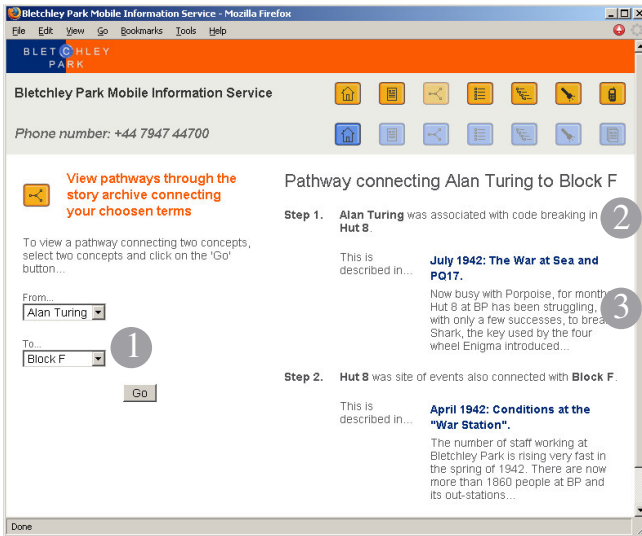 Bletchley Park Mobile Information Service - Mozilla Firefox
File Edit View Go Bookmarks Tools Help
BLETCHLEY
PARK
Bletchley Park Mobile Information Service
Phone number: +44 7947 44700
View pathways through the
story archive connecting
your choosen terms
To view a pathway connecting two concepts,
select two concepts and click on the 'Go'
button...
From...
Alan Turing
To...
Block F
1
Go
Pathway connecting Alan Turing to Block F
Step 1. Alan Turing was associated with code breaking in
Hut 8.
2
This is
described in...
July 1942: The War at Sea and
PQ17.
Now busy with Porpoise, for month
Hut 8 at BP has been struggling,
with only a few successes, to brea
Shark, the key used by the four
wheel Enigma introduced...
3
Step 2. Hut 8 was site of events also connected with Block F.
This is
described in...
April 1942: Conditions at the
"War Station".
The number of staff working at
Bletchley Park is rising very fast in
the spring of 1942. There are now
more than 1860 people at BP and
its out-stations...
Done